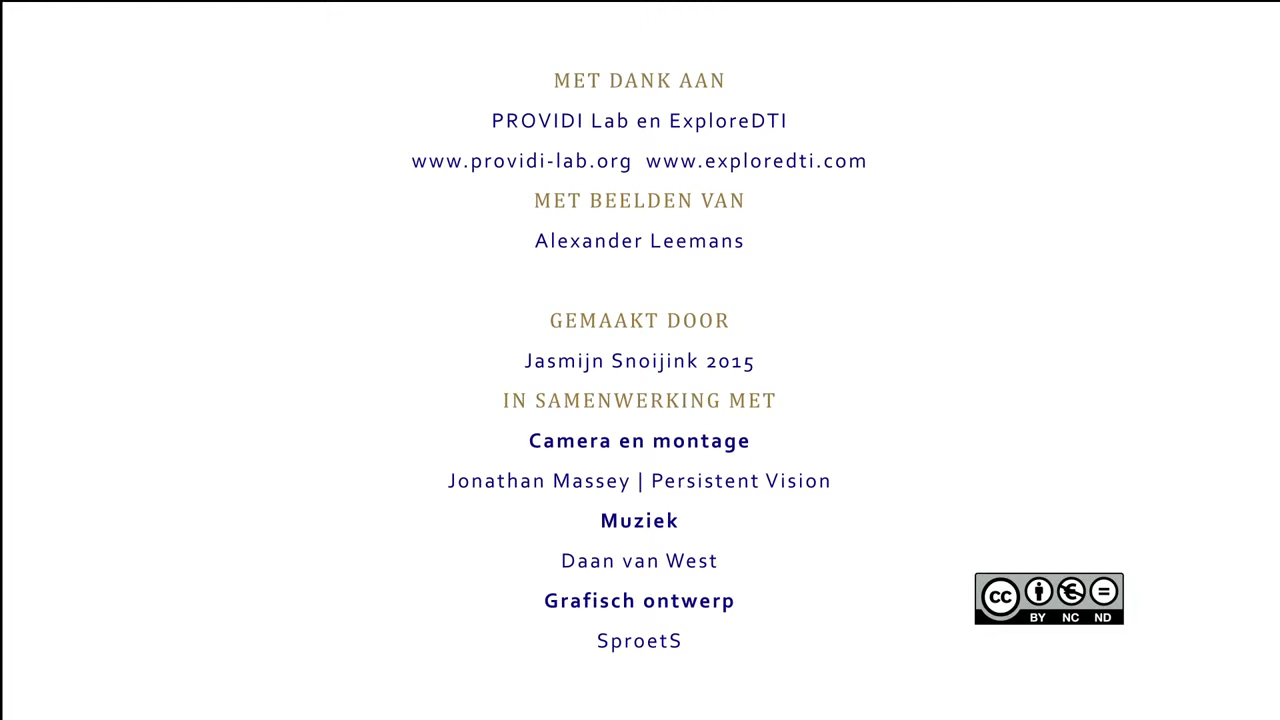 MET DANK AAN
PROVIDI Lab en ExploreDTI
www.providi-lab.org www.exploredti.com
MET BEELDEN VAN
Alexander Leemans
GEMAAKT DOOR
Jasmijn Snoijink 2015
IN SAMENWERKING MET
Camera en montage
Jonathan Massey | Persistent Vision
Muziek
Daan van West
Grafisch ontwerp
SproetS
cc
BY NC ND